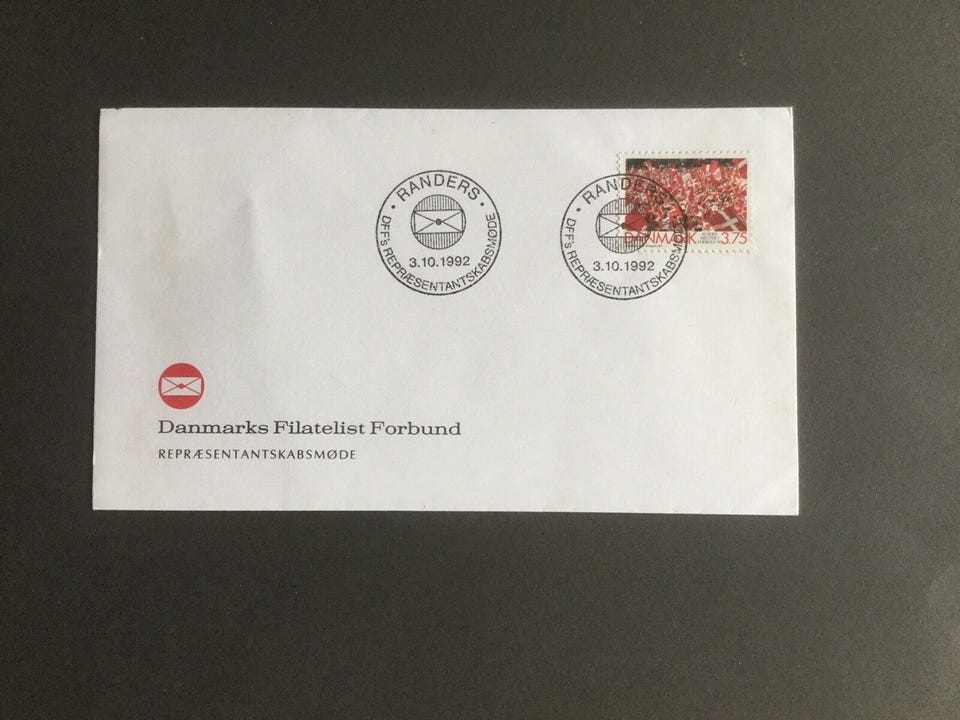 RANDERS
DFF's REPRÆSENTANTSKABSMØDE
3.10.1992
RANDERS
DFF's REPRÆSENTANTSKABSMØDE
3.10.1992
DANMARK 3.75
Danmarks Filatelist Forbund
REPRÆSENTANTSKABSMØDE